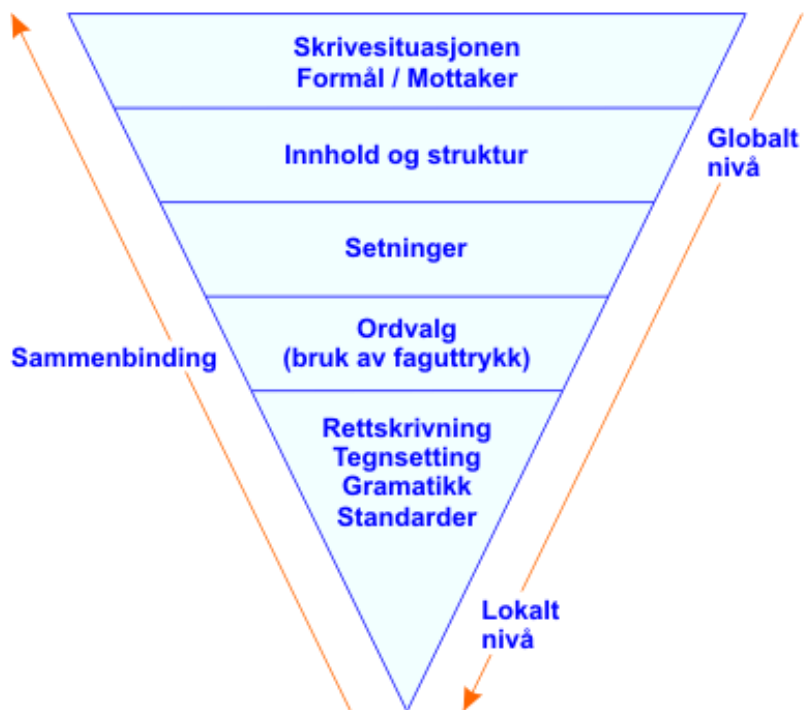 Skrivesituasjonen
Formål / Mottaker
Globalt
nivå
Innhold og struktur
Setninger
Ordvalg
(bruk av faguttrykk)
Sammenbinding
Rettskrivning
Tegnsetting
Gramatikk
Standarder
Lokalt
nivå